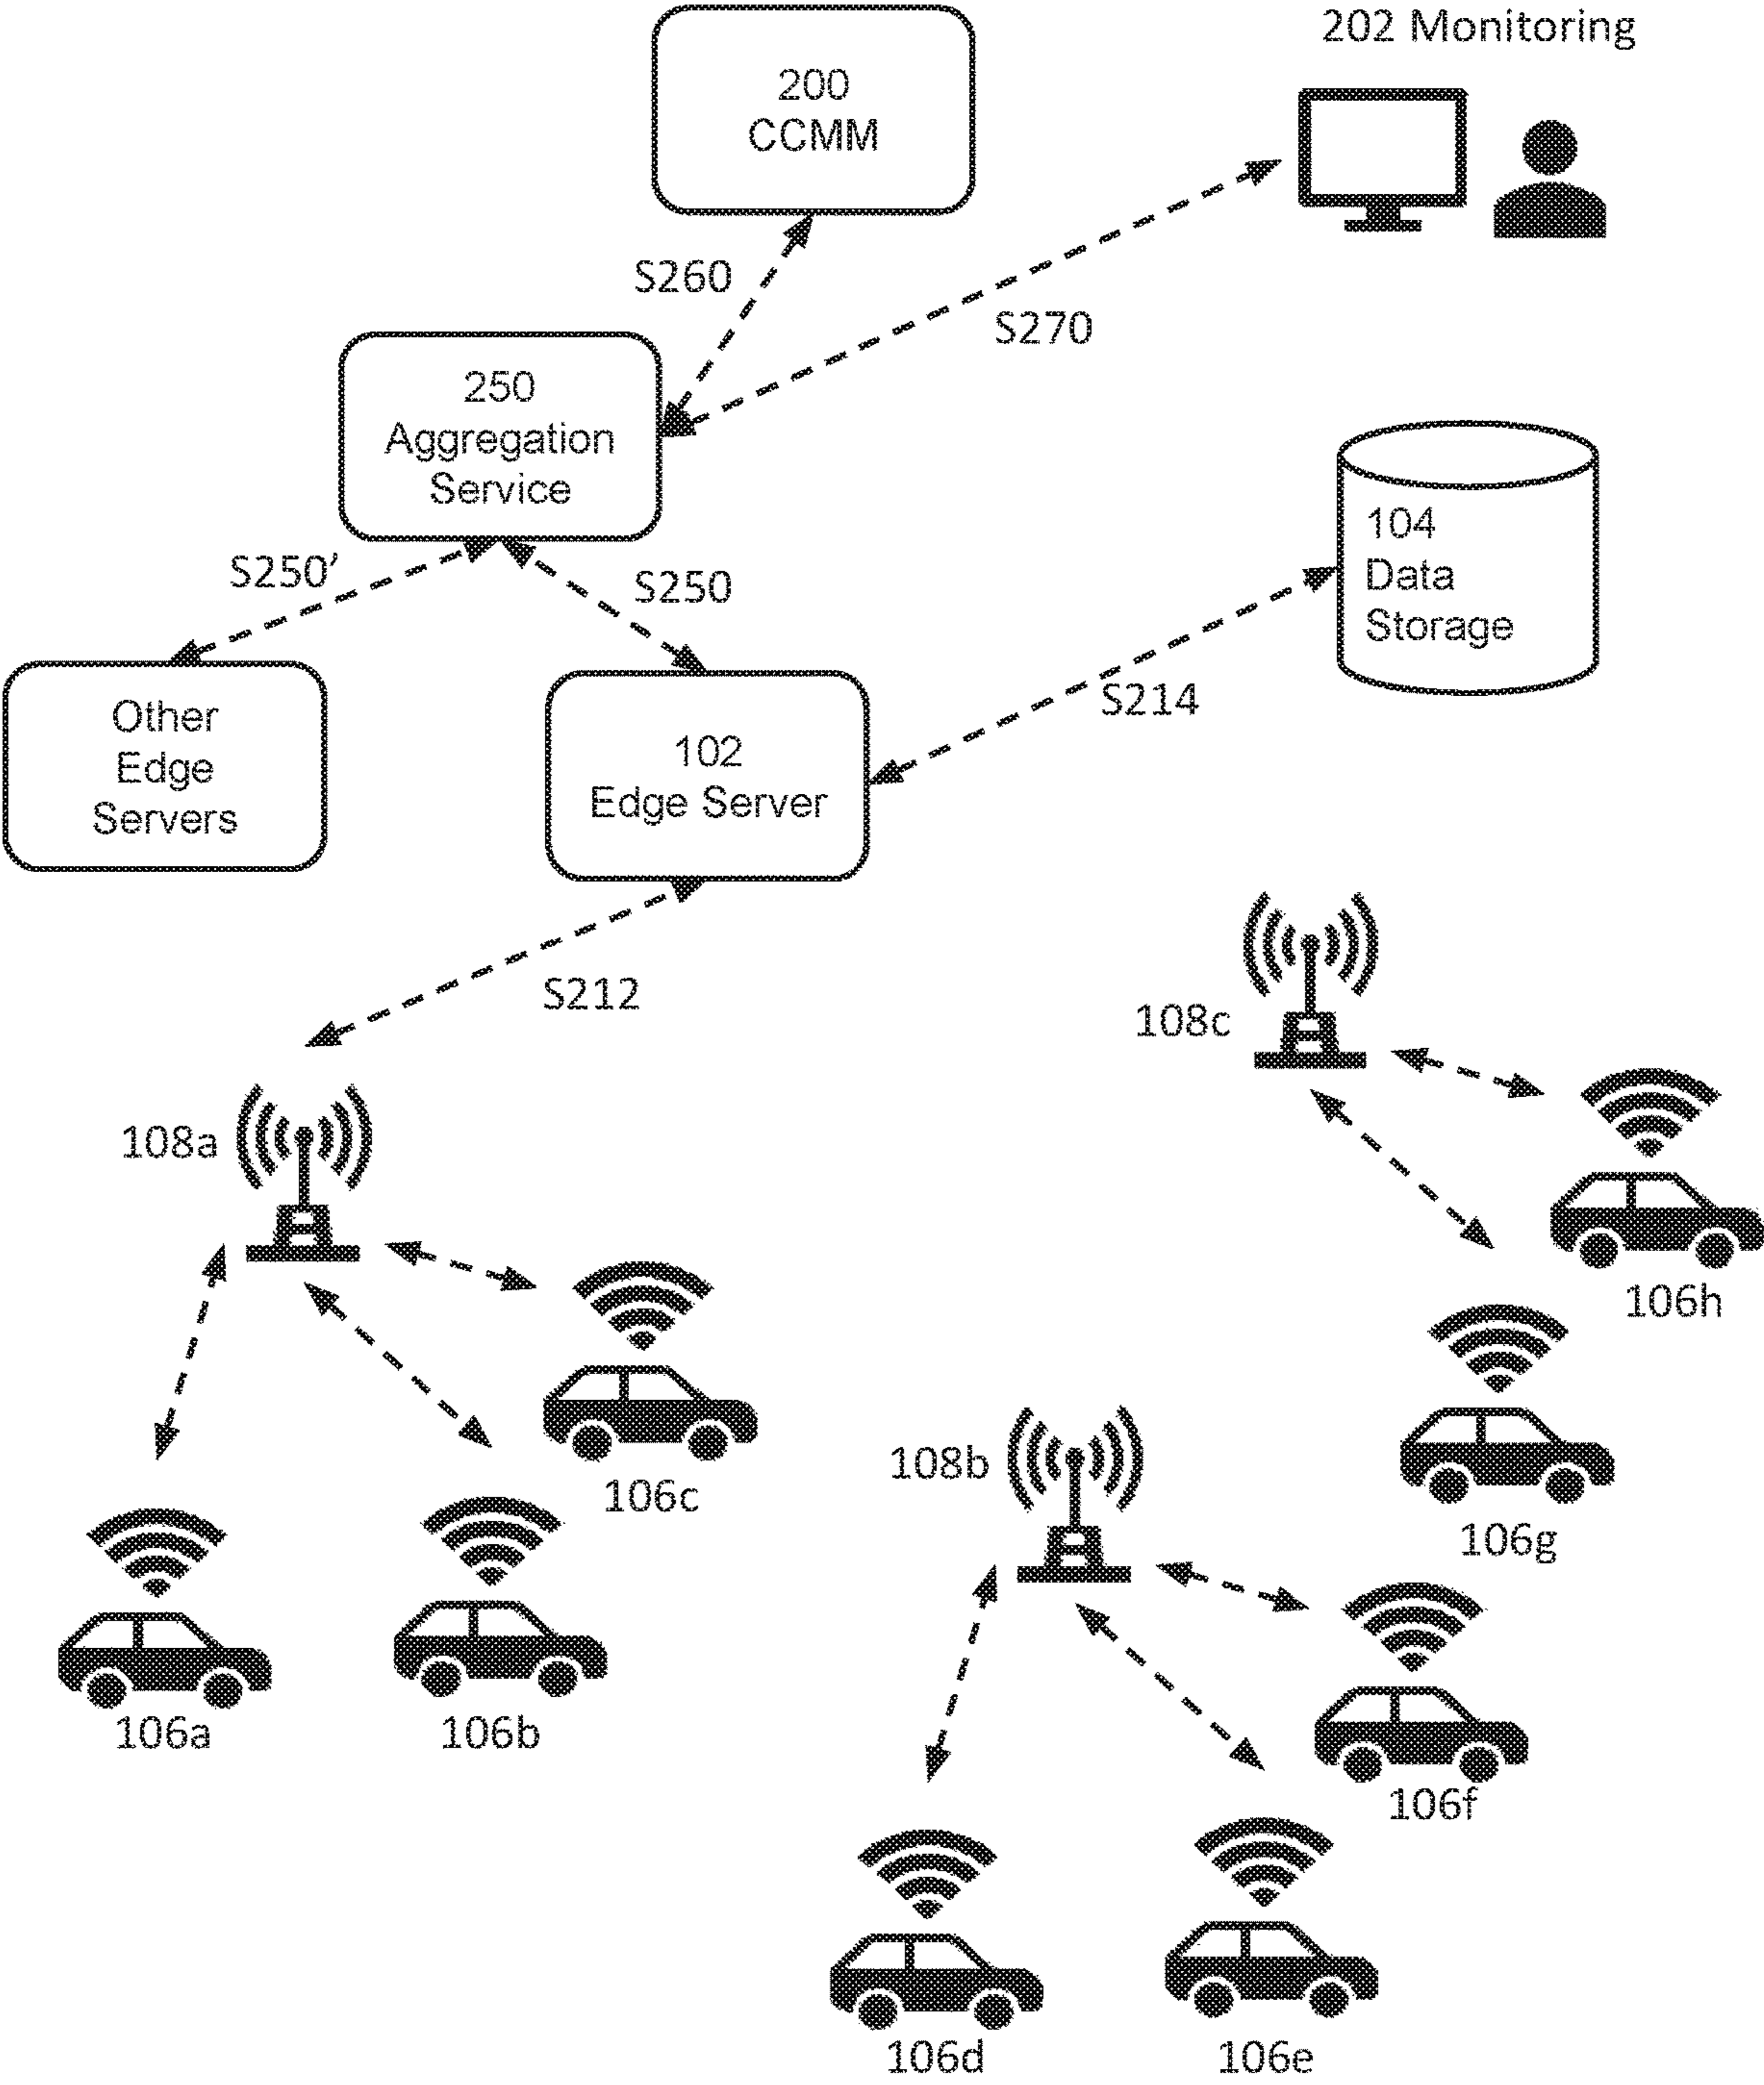 202 Monitoring
200
CCMM
S260
S270
250
Aggregation
Service
104
Data
Storage
S250’
S250
S214
Other
Edge
Servers
102
Edge Server
S212
108c
108a
106h
106c
108b
106g
106a
106b
106f
106d
106e